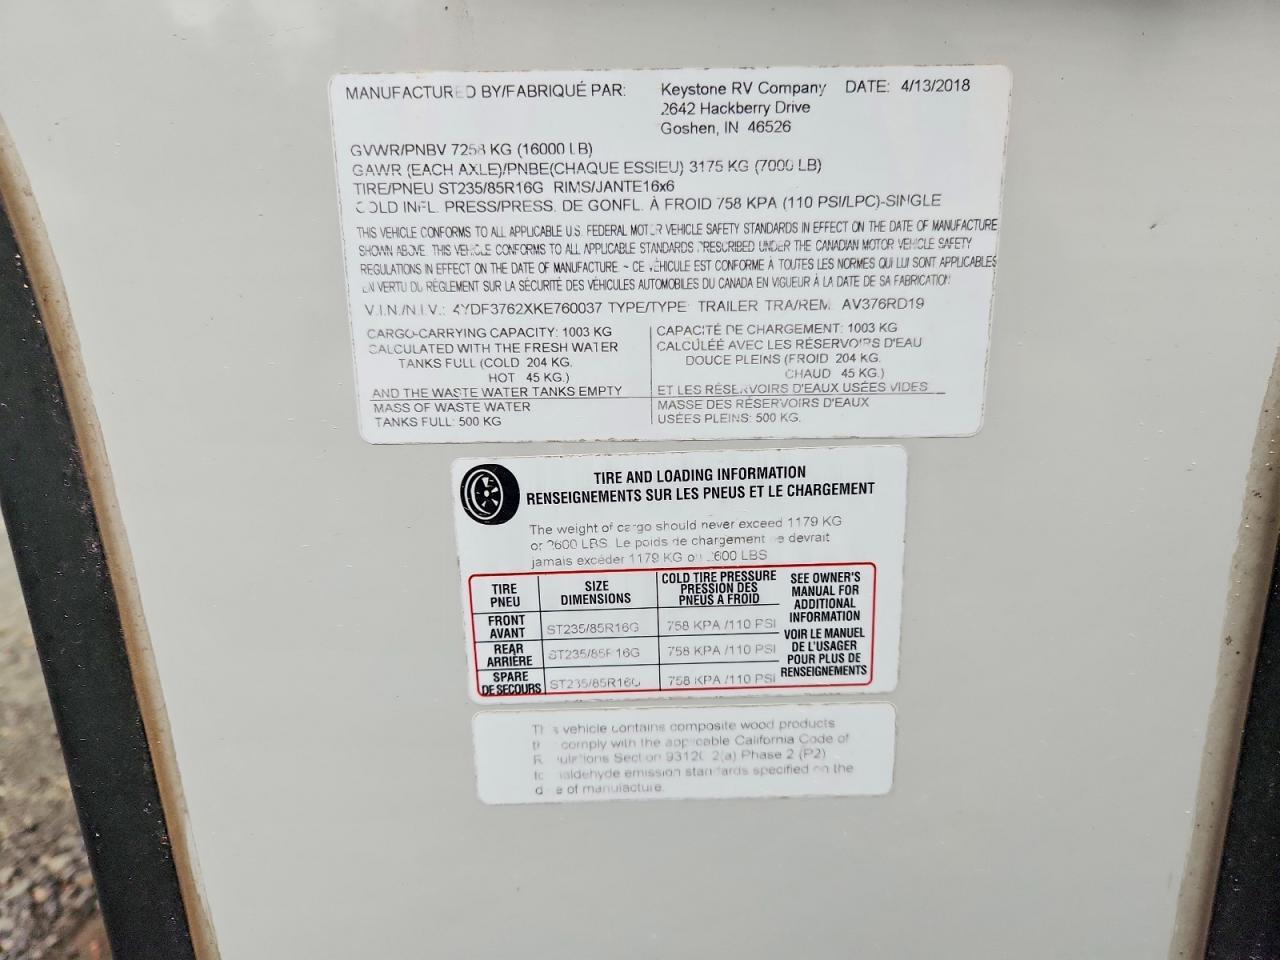 MANUFACTURED BY/FABRIQUÉ PAR: Keystone RV Company DATE: 4/13/2018
2642 Hackberry Drive
Goshen, IN 46526
GVWR/PNBV 7258 KG (16000 LB)
GAWR (EACH AXLE)/PNBE(CHAQUE ESSIEU) 3175 KG (7000 LB)
TIRE/PNEU ST235/85R16G RIMS/JANTE16x6
COLD INFL. PRESS/PRESS. DE GONFL. À FROID 758 KPA (110 PSI/LPC)-SINGLE
THIS VEHICLE CONFORMS TO ALL APPLICABLE U.S. FEDERAL MOTOR VEHICLE SAFETY STANDARDS IN EFFECT ON THE DATE OF MANUFACTURE
SHOWN ABOVE. THIS VEHICLE CONFORMS TO ALL APPLICABLE STANDARDS PRESCRIBED UNDER THE CANADIAN MOTOR VEHICLE SAFETY
REGULATIONS IN EFFECT ON THE DATE OF MANUFACTURE. ~ CE VÉHICULE EST CONFORME À TOUTES LES NORMES QUI LUI SONT APPLICABLES
EN VERTU DU RÈGLEMENT SUR LA SÉCURITÉ DES VÉHICULES AUTOMOBILES DU CANADA EN VIGUEUR À LA DATE DE SA FABRICATION
V.I.N./N.I.V.: 4YDF3762XKE760037 TYPE/TYPE: TRAILER TRA/REM. AV376RD19
CARGO-CARRYING CAPACITY: 1003 KG
CALCULATED WITH THE FRESH WATER
TANKS FULL (COLD 204 KG.
HOT 45 KG.)
AND THE WASTE WATER TANKS EMPTY
MASS OF WASTE WATER
TANKS FULL: 500 KG
CAPACITÉ DE CHARGEMENT: 1003 KG
CALCULÉE AVEC LES RÉSERVOIRS D'EAU
DOUCE PLEINS (FROID 204 KG.
CHAUD 45 KG.)
ET LES RÉSERVOIRS D'EAUX USÉES VIDES
MASSE DES RÉSERVOIRS D'EAUX
USÉES PLEINS: 500 KG.
TIRE AND LOADING INFORMATION
RENSEIGNEMENTS SUR LES PNEUS ET LE CHARGEMENT
The weight of cargo should never exceed 1179 KG
or 2600 LBS. Le poids de chargement ne devrait
jamais excéder 1179 KG ou 2600 LBS
TIRE PNEU SIZE DIMENSIONS COLD TIRE PRESSURE PRESSION DES PNEUS A FROID
FRONT AVANT ST235/85R16G 758 KPA /110 PSI
REAR ARRIÈRE ST235/85R16G 758 KPA /110 PSI
SPARE DE SECOURS ST235/85R16G 758 KPA /110 PSI
SEE OWNER'S
MANUAL FOR
ADDITIONAL
INFORMATION
VOIR LE MANUEL
DE L'USAGER
POUR PLUS DE
RENSEIGNEMENTS
This vehicle contains composite wood products
comply with the applicable California Code of
Regulations Section 93120.2(a) Phase 2 (P2)
formaldehyde emission standards specified on the
date of manufacture.